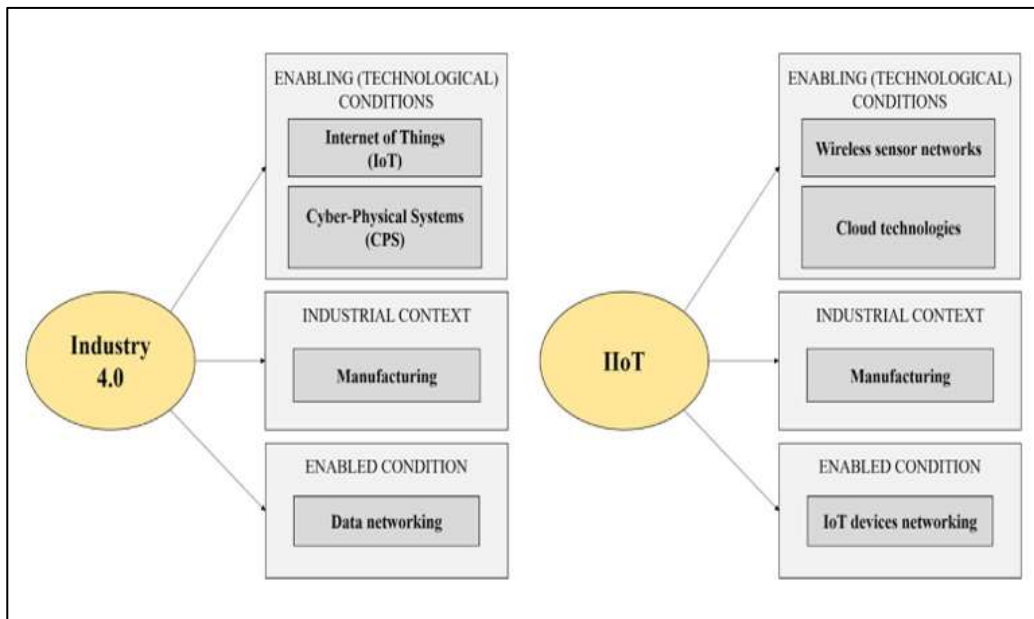 Industry
4.0
ENABLING (TECHNOLOGICAL)
CONDITIONS
Internet of Things
(IoT)
Cyber-Physical Systems
(CPS)
INDUSTRIAL CONTEXT
Manufacturing
ENABLED CONDITION
Data networking
IIoT
ENABLING (TECHNOLOGICAL)
CONDITIONS
Wireless sensor networks
Cloud technologies
INDUSTRIAL CONTEXT
Manufacturing
ENABLED CONDITION
IoT devices networking